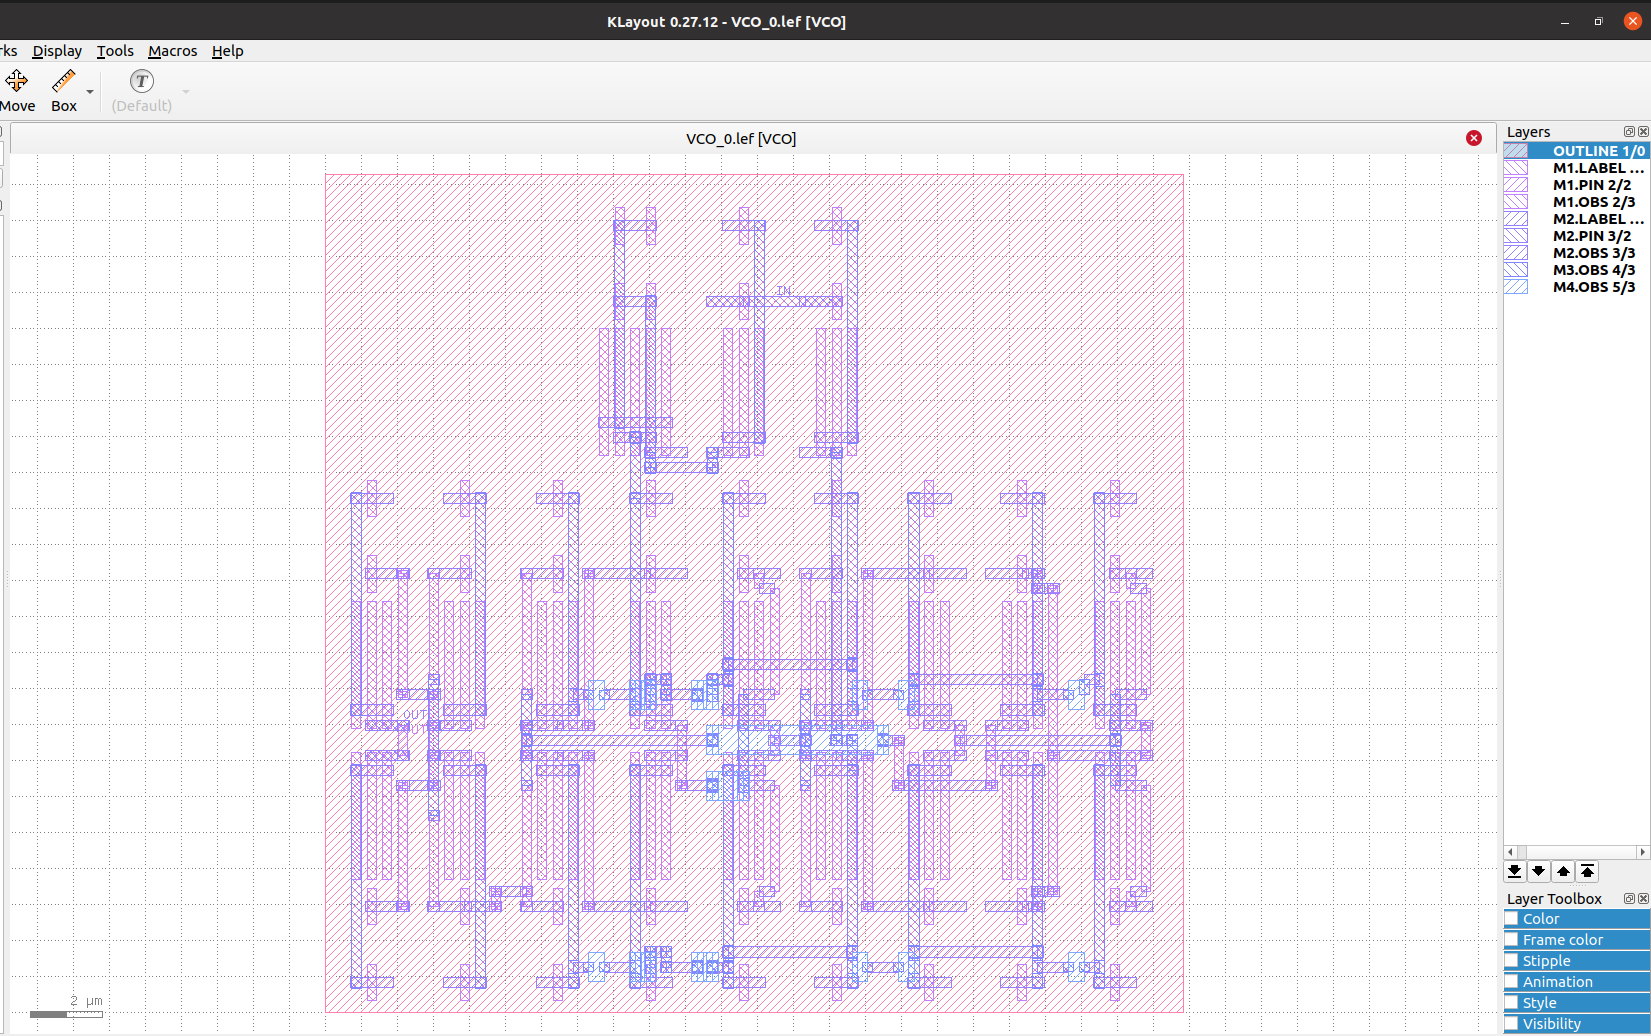 KLayout 0.27.12 - VCO_0.lef [VCO]
rks Display Tools Macros Help
Move Box T (Default)
VCO_0.lef [VCO]
Layers
OUTLINE 1/0
M1.LABEL ...
M1.PIN 2/2
M1.OBS 2/3
M2.LABEL ...
M2.PIN 3/2
M2.OBS 3/3
M3.OBS 4/3
M4.OBS 5/3
IN
OUT
2 µm
Layer Toolbox
Color
Frame color
Stipple
Animation
Style
Visibility